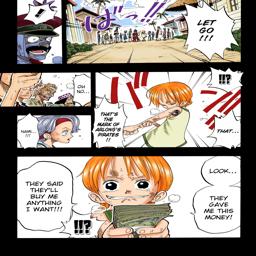 LET
GO
!!!
ばっ
!!?
THAT...
THAT'S
THE MARK
OF
ARLONG'S
PIRATES!!
OH
NO...
NAMI...
!!!
LOOK...
THEY
GAVE ME
THIS
MONEY!
THEY SAID
THEY'LL
BUY ME
ANYTHING
I WANT!!!
!!?